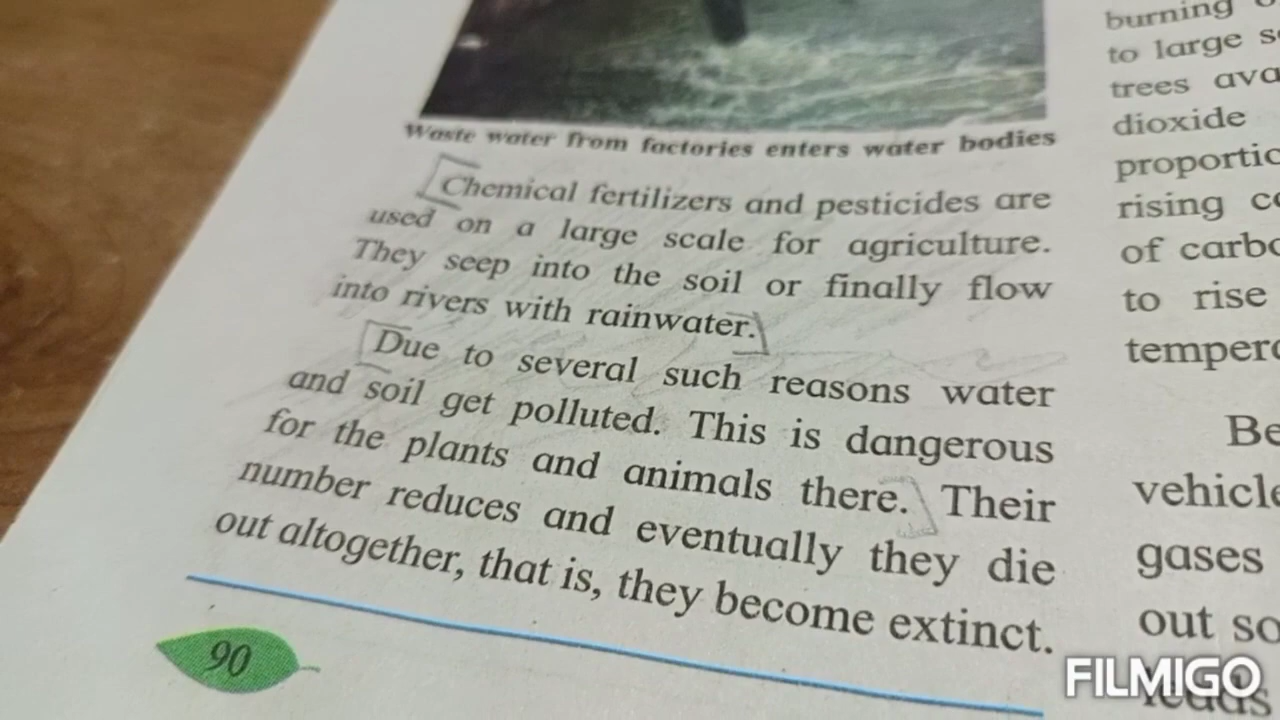 Waste water from factories enters water bodies
Chemical fertilizers and pesticides are
used on a large scale for agriculture.
They seep into the soil or finally flow
into rivers with rainwater.
Due to several such reasons water
and soil get polluted. This is dangerous
for the plants and animals there. Their
number reduces and eventually they die
out altogether, that is, they become extinct.
90
burning
to large
trees
dioxide
rising
of
to rise
Be
gases
out
FILMIGO